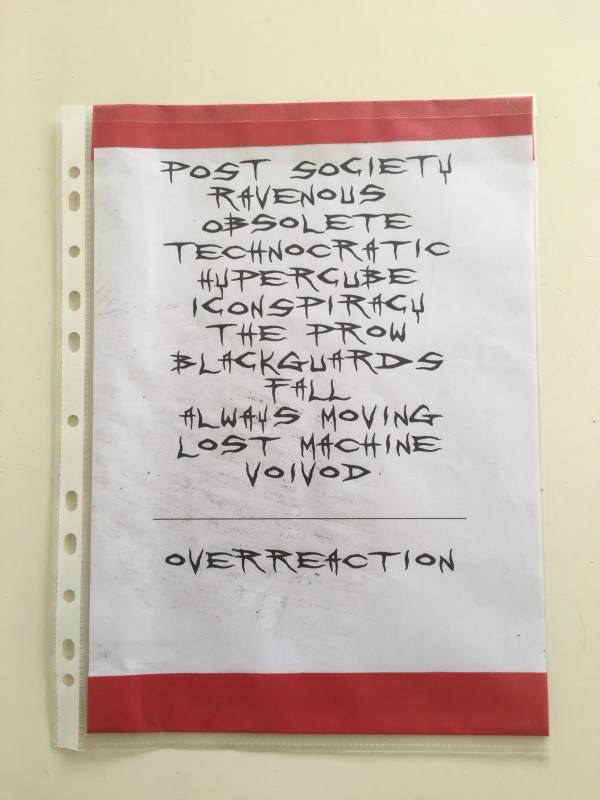 POST SOCIETY
RAVENOUS
OBSOLETE
TECHNOCRATIC
HYPERCUBE
ICONSPIRACY
THE PROW
BLACKGUARDS
FALL
ALWAYS MOVING
LOST MACHINE
VOIVOD
OVERREACTION